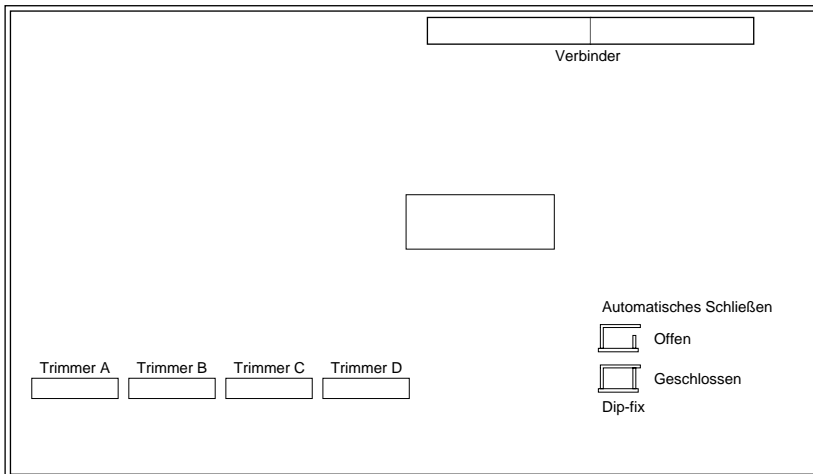 Verbinder
Automatisches Schließen
Offen
Trimmer A Trimmer B Trimmer C Trimmer D
Geschlossen
Dip-fix